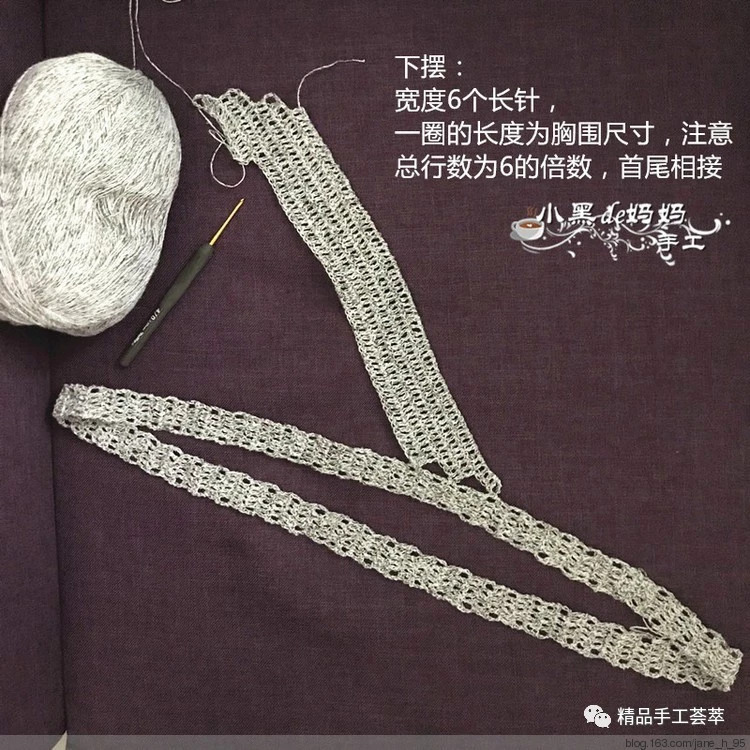 下摆：
宽度6个长针，
一圈的长度为胸围尺寸，注意
总行数为6的倍数，首尾相接
小黑de妈妈
手工
精品手工荟萃
blog.163.com/jane_h_95